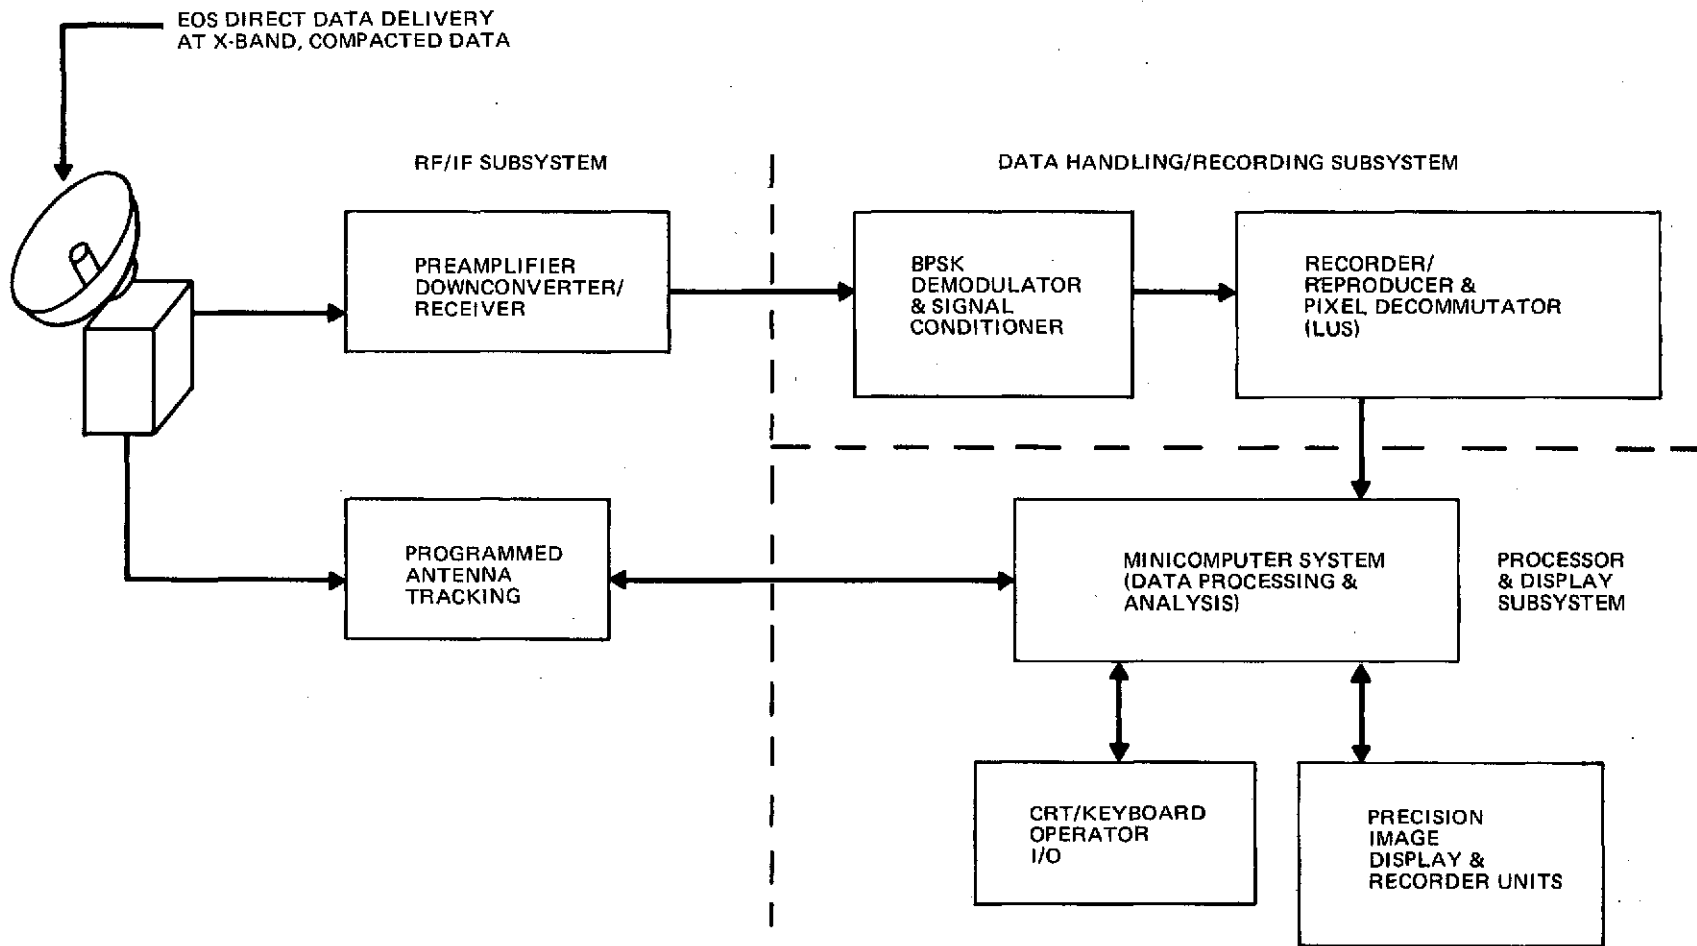 EOS DIRECT DATA DELIVERY
AT X-BAND, COMPACTED DATA
RF/IF SUBSYSTEM
DATA HANDLING/RECORDING SUBSYSTEM
PREAMPLIFIER
DOWNCONVERTER/
RECEIVER
BPSK
DEMODULATOR
& SIGNAL
CONDITIONER
RECORDER/
REPRODUCER &
PIXEL DECOMMUTATOR
(LUS)
PROGRAMMED
ANTENNA
TRACKING
MINICOMPUTER SYSTEM
(DATA PROCESSING &
ANALYSIS)
PROCESSOR
& DISPLAY
SUBSYSTEM
CRT/KEYBOARD
OPERATOR
I/O
PRECISION
IMAGE
DISPLAY &
RECORDER UNITS